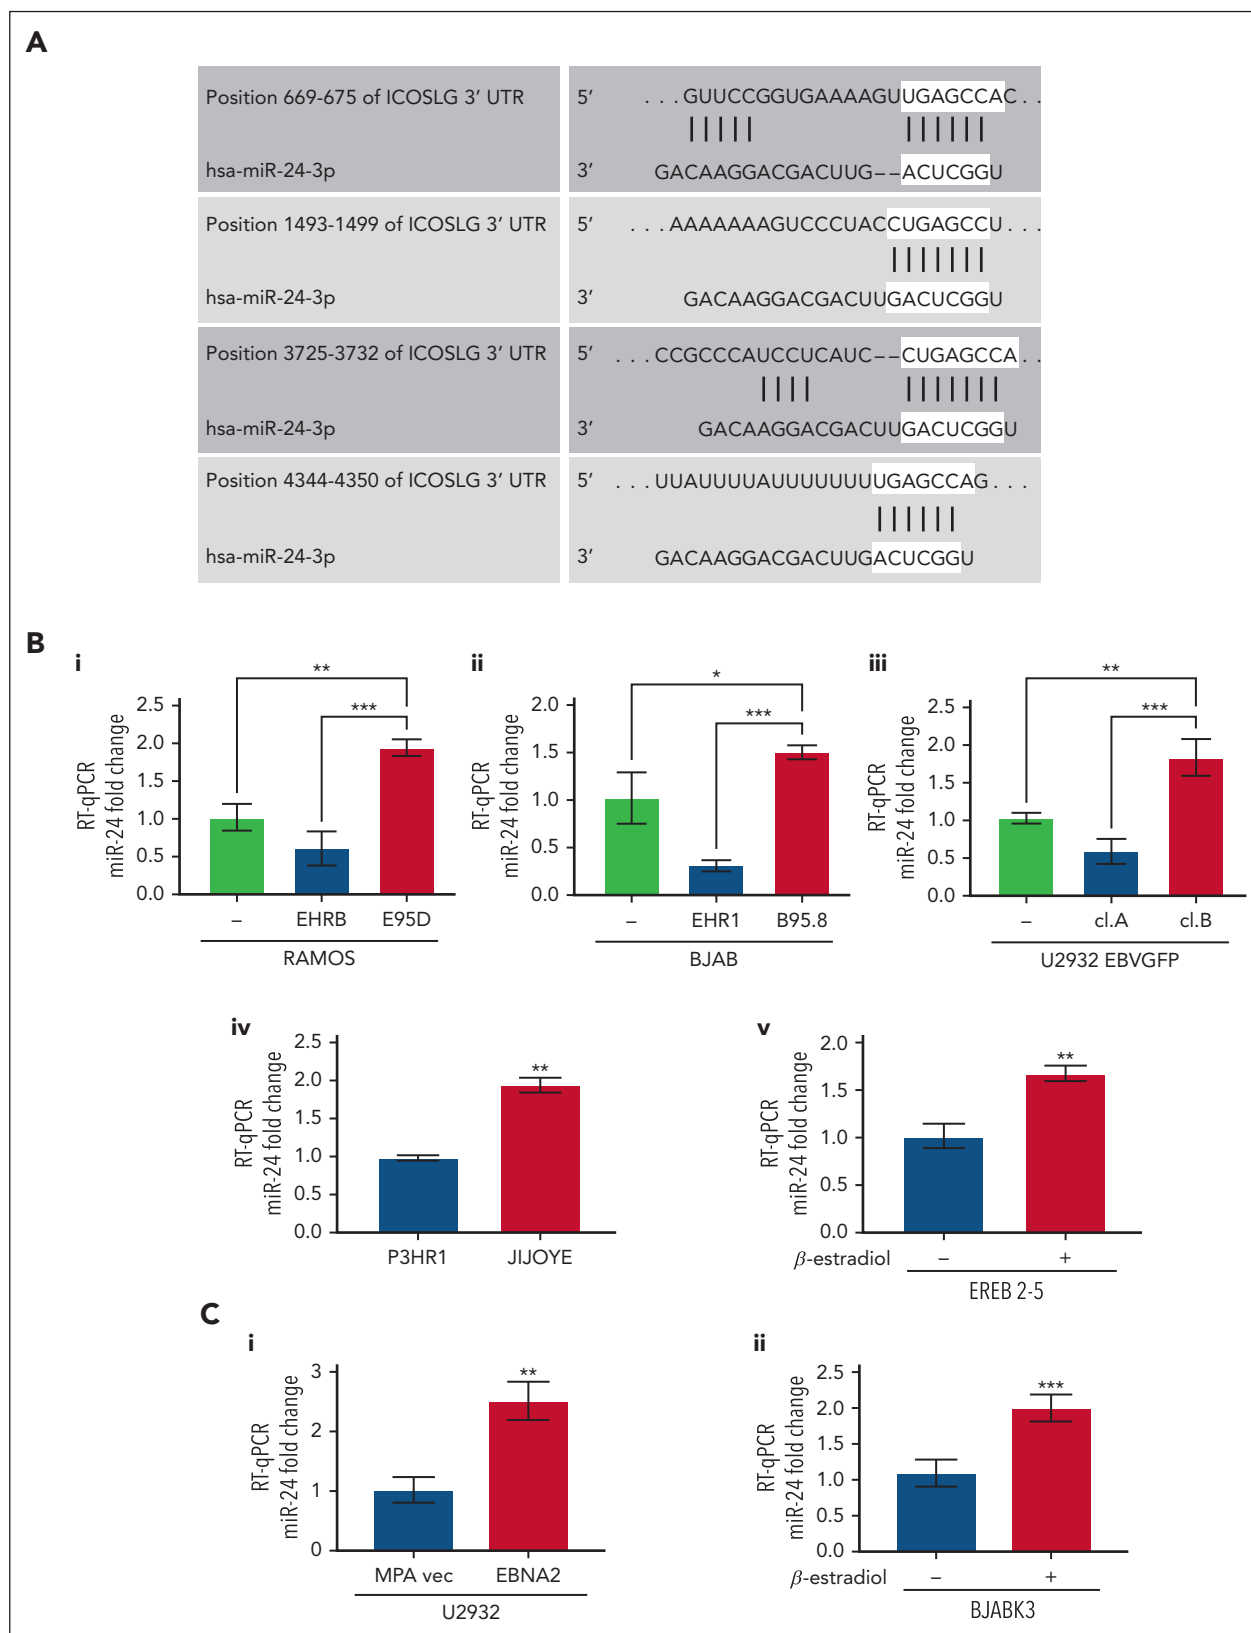 A
Position 669-675 of ICOSLG 3′ UTR 5′ . . . GUUCCGGUGAAAAGUUGAGCCAC. .
hsa-miR-24-3p 3′ GACAAGGACGACUUG––ACUCGGU
Position 1493-1499 of ICOSLG 3′ UTR 5′ . . . AAAAAAAGUCCCUACCUGAGCCU. . .
hsa-miR-24-3p 3′ GACAAGGACGACUUGACUCGGU
Position 3725-3732 of ICOSLG 3′ UTR 5′ . . . CCGCCCAUCCUCAUC––CUGAGCCA. .
hsa-miR-24-3p 3′ GACAAGGACGACUUGACUCGGU
Position 4344-4350 of ICOSLG 3′ UTR 5′ . . . UUAUUUUAUUUUUUUUGAGCCAG. . .
hsa-miR-24-3p 3′ GACAAGGACGACUUGACUCGGU
B
i
RT-qPCR
miR-24 fold change
2.5
2.0
1.5
1.0
0.5
0.0
**
***
– EHRB E95D
RAMOS
ii
RT-qPCR
miR-24 fold change
2.0
1.5
1.0
0.5
0.0
*
***
– EHR1 B95.8
BJAB
iii
RT-qPCR
miR-24 fold change
2.5
2.0
1.5
1.0
0.5
0.0
**
***
– cl.A cl.B
U2932 EBVGFP
iv
RT-qPCR
miR-24 fold change
2.5
2.0
1.5
1.0
0.5
0.0
**
P3HR1 JIJOYE
v
RT-qPCR
miR-24 fold change
2.0
1.5
1.0
0.5
0.0
**
β-estradiol – +
EREB 2-5
C
i
RT-qPCR
miR-24 fold change
3
2
1
0
**
MPA vec EBNA2
U2932
ii
RT-qPCR
miR-24 fold change
2.5
2.0
1.5
1.0
0.5
0.0
***
β-estradiol – +
BJABK3